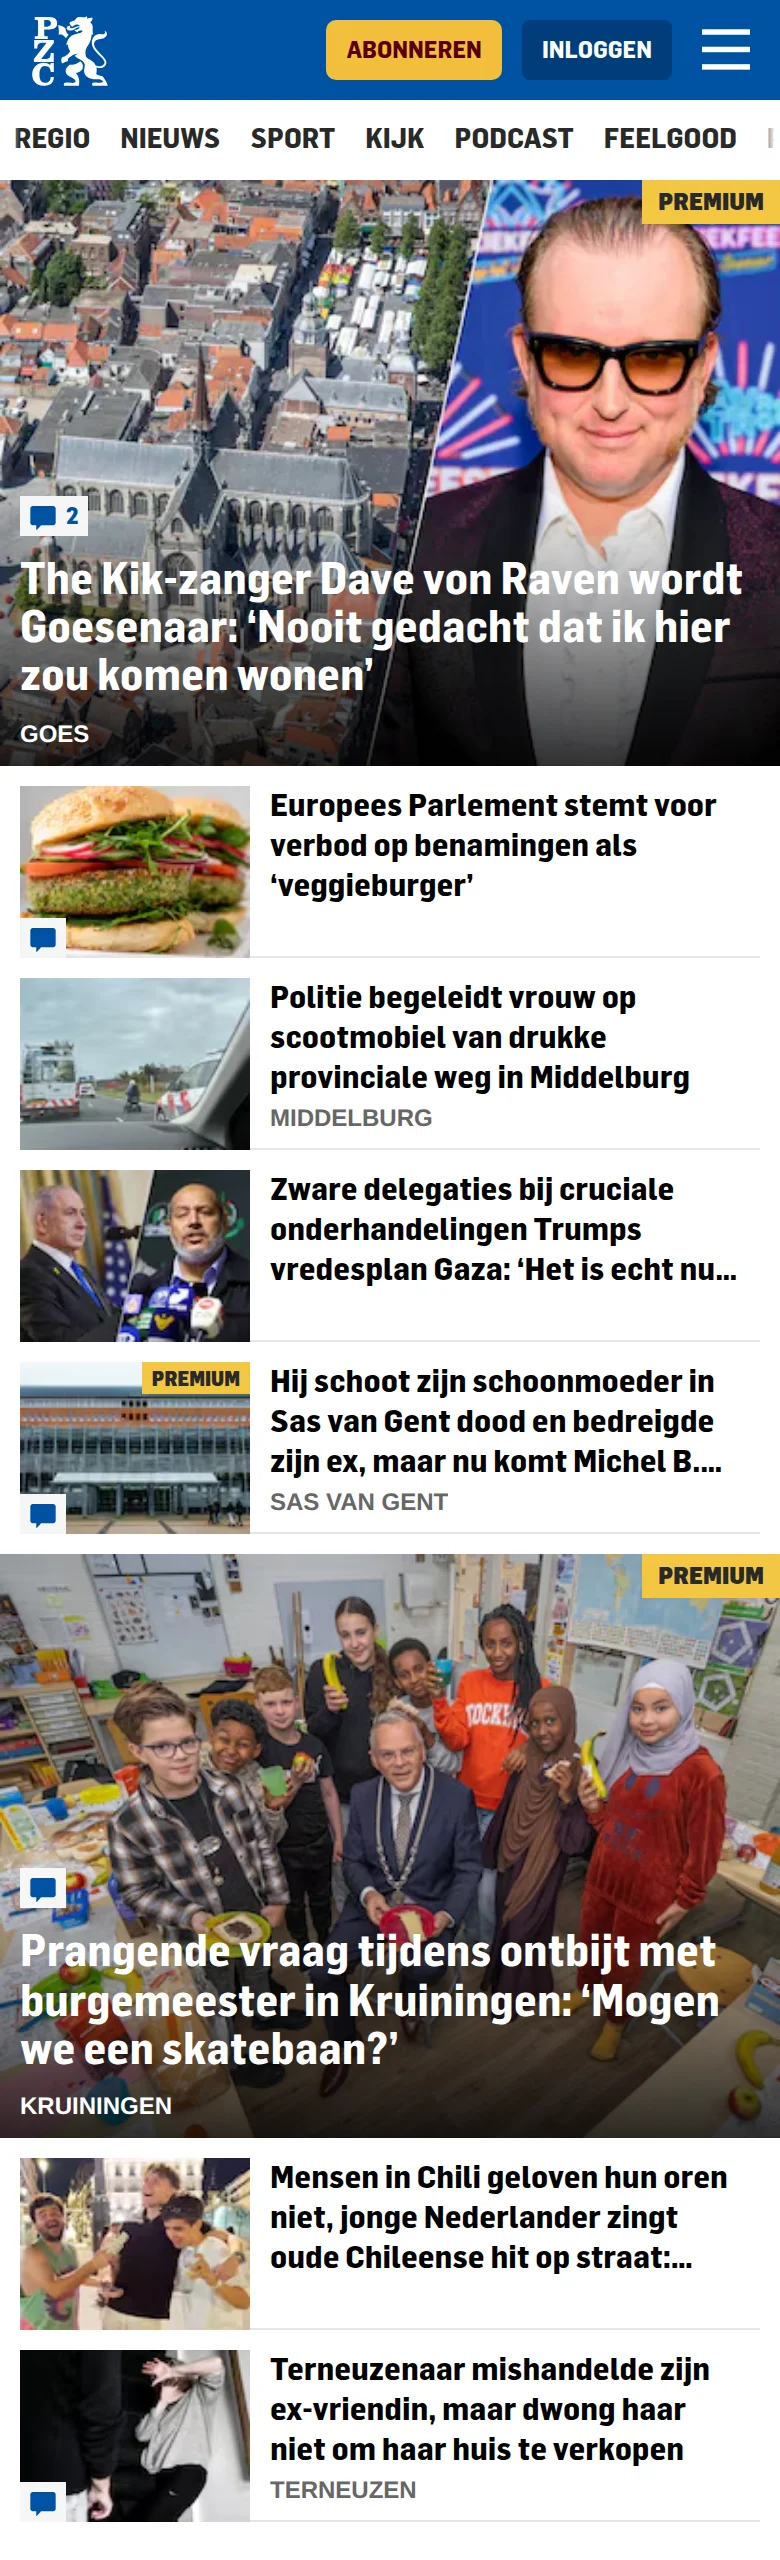 PZC
ABONNEREN
INLOGGEN
REGIO NIEUWS SPORT KIJK PODCAST FEELGOOD
PREMIUM
2
The Kik-zanger Dave von Raven wordt
Goesenaar: ‘Nooit gedacht dat ik hier
zou komen wonen’
GOES
Europees Parlement stemt voor
verbod op benamingen als
‘veggieburger’
Politie begeleidt vrouw op
scootmobiel van drukke
provinciale weg in Middelburg
MIDDELBURG
Zware delegaties bij cruciale
onderhandelingen Trumps
vredesplan Gaza: ‘Het is echt nu...
PREMIUM
Hij schoot zijn schoonmoeder in
Sas van Gent dood en bedreigde
zijn ex, maar nu komt Michel B....
SAS VAN GENT
PREMIUM
Prangende vraag tijdens ontbijt met
burgemeester in Kruiningen: ‘Mogen
we een skatebaan?’
KRUININGEN
Mensen in Chili geloven hun oren
niet, jonge Nederlander zingt
oude Chileense hit op straat:...
Terneuzenaar mishandelde zijn
ex-vriendin, maar dwong haar
niet om haar huis te verkopen
TERNEUZEN